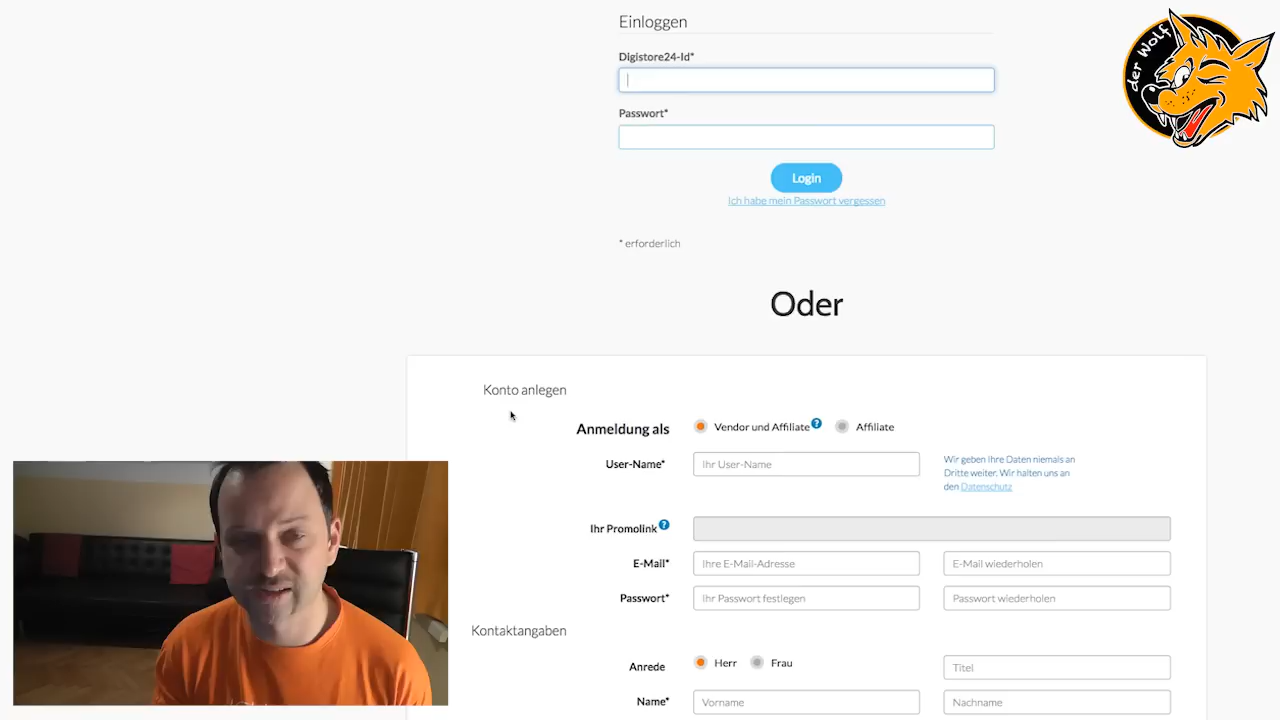 der Wolf
Einloggen
Digistore24-Id*
Passwort*
Login
Ich habe mein Passwort vergessen
* erforderlich
Oder
Konto anlegen
Anmeldung als Vendor und Affiliate ? Affiliate
User-Name* Ihr User-Name
Wir geben Ihre Daten niemals an
Dritte weiter. Wir halten uns an
den Datenschutz
Ihr Promolink ?
E-Mail* Ihre E-Mail-Adresse E-Mail wiederholen
Passwort* Ihr Passwort festlegen Passwort wiederholen
Kontaktangaben
Anrede Herr Frau Titel
Name* Vorname Nachname